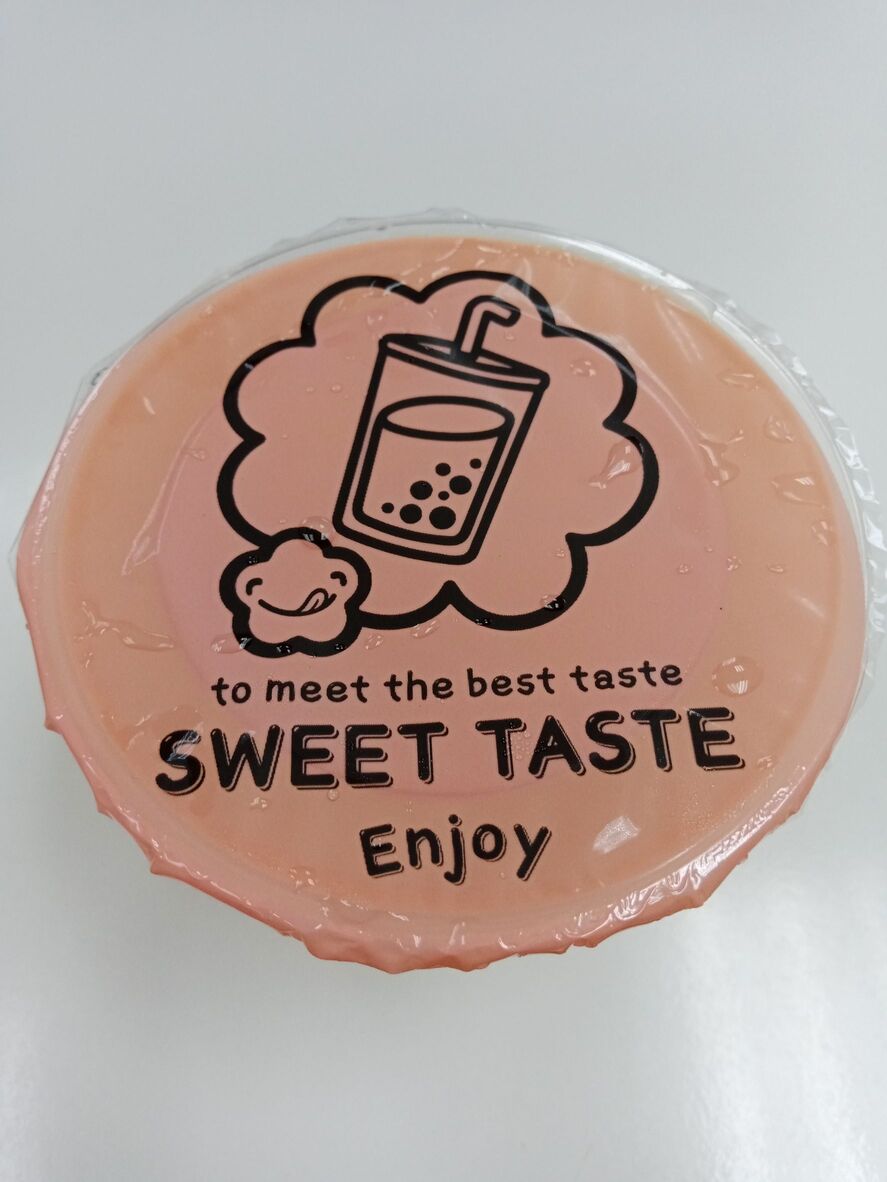 to meet the best taste
SWEET TASTE
Enjoy